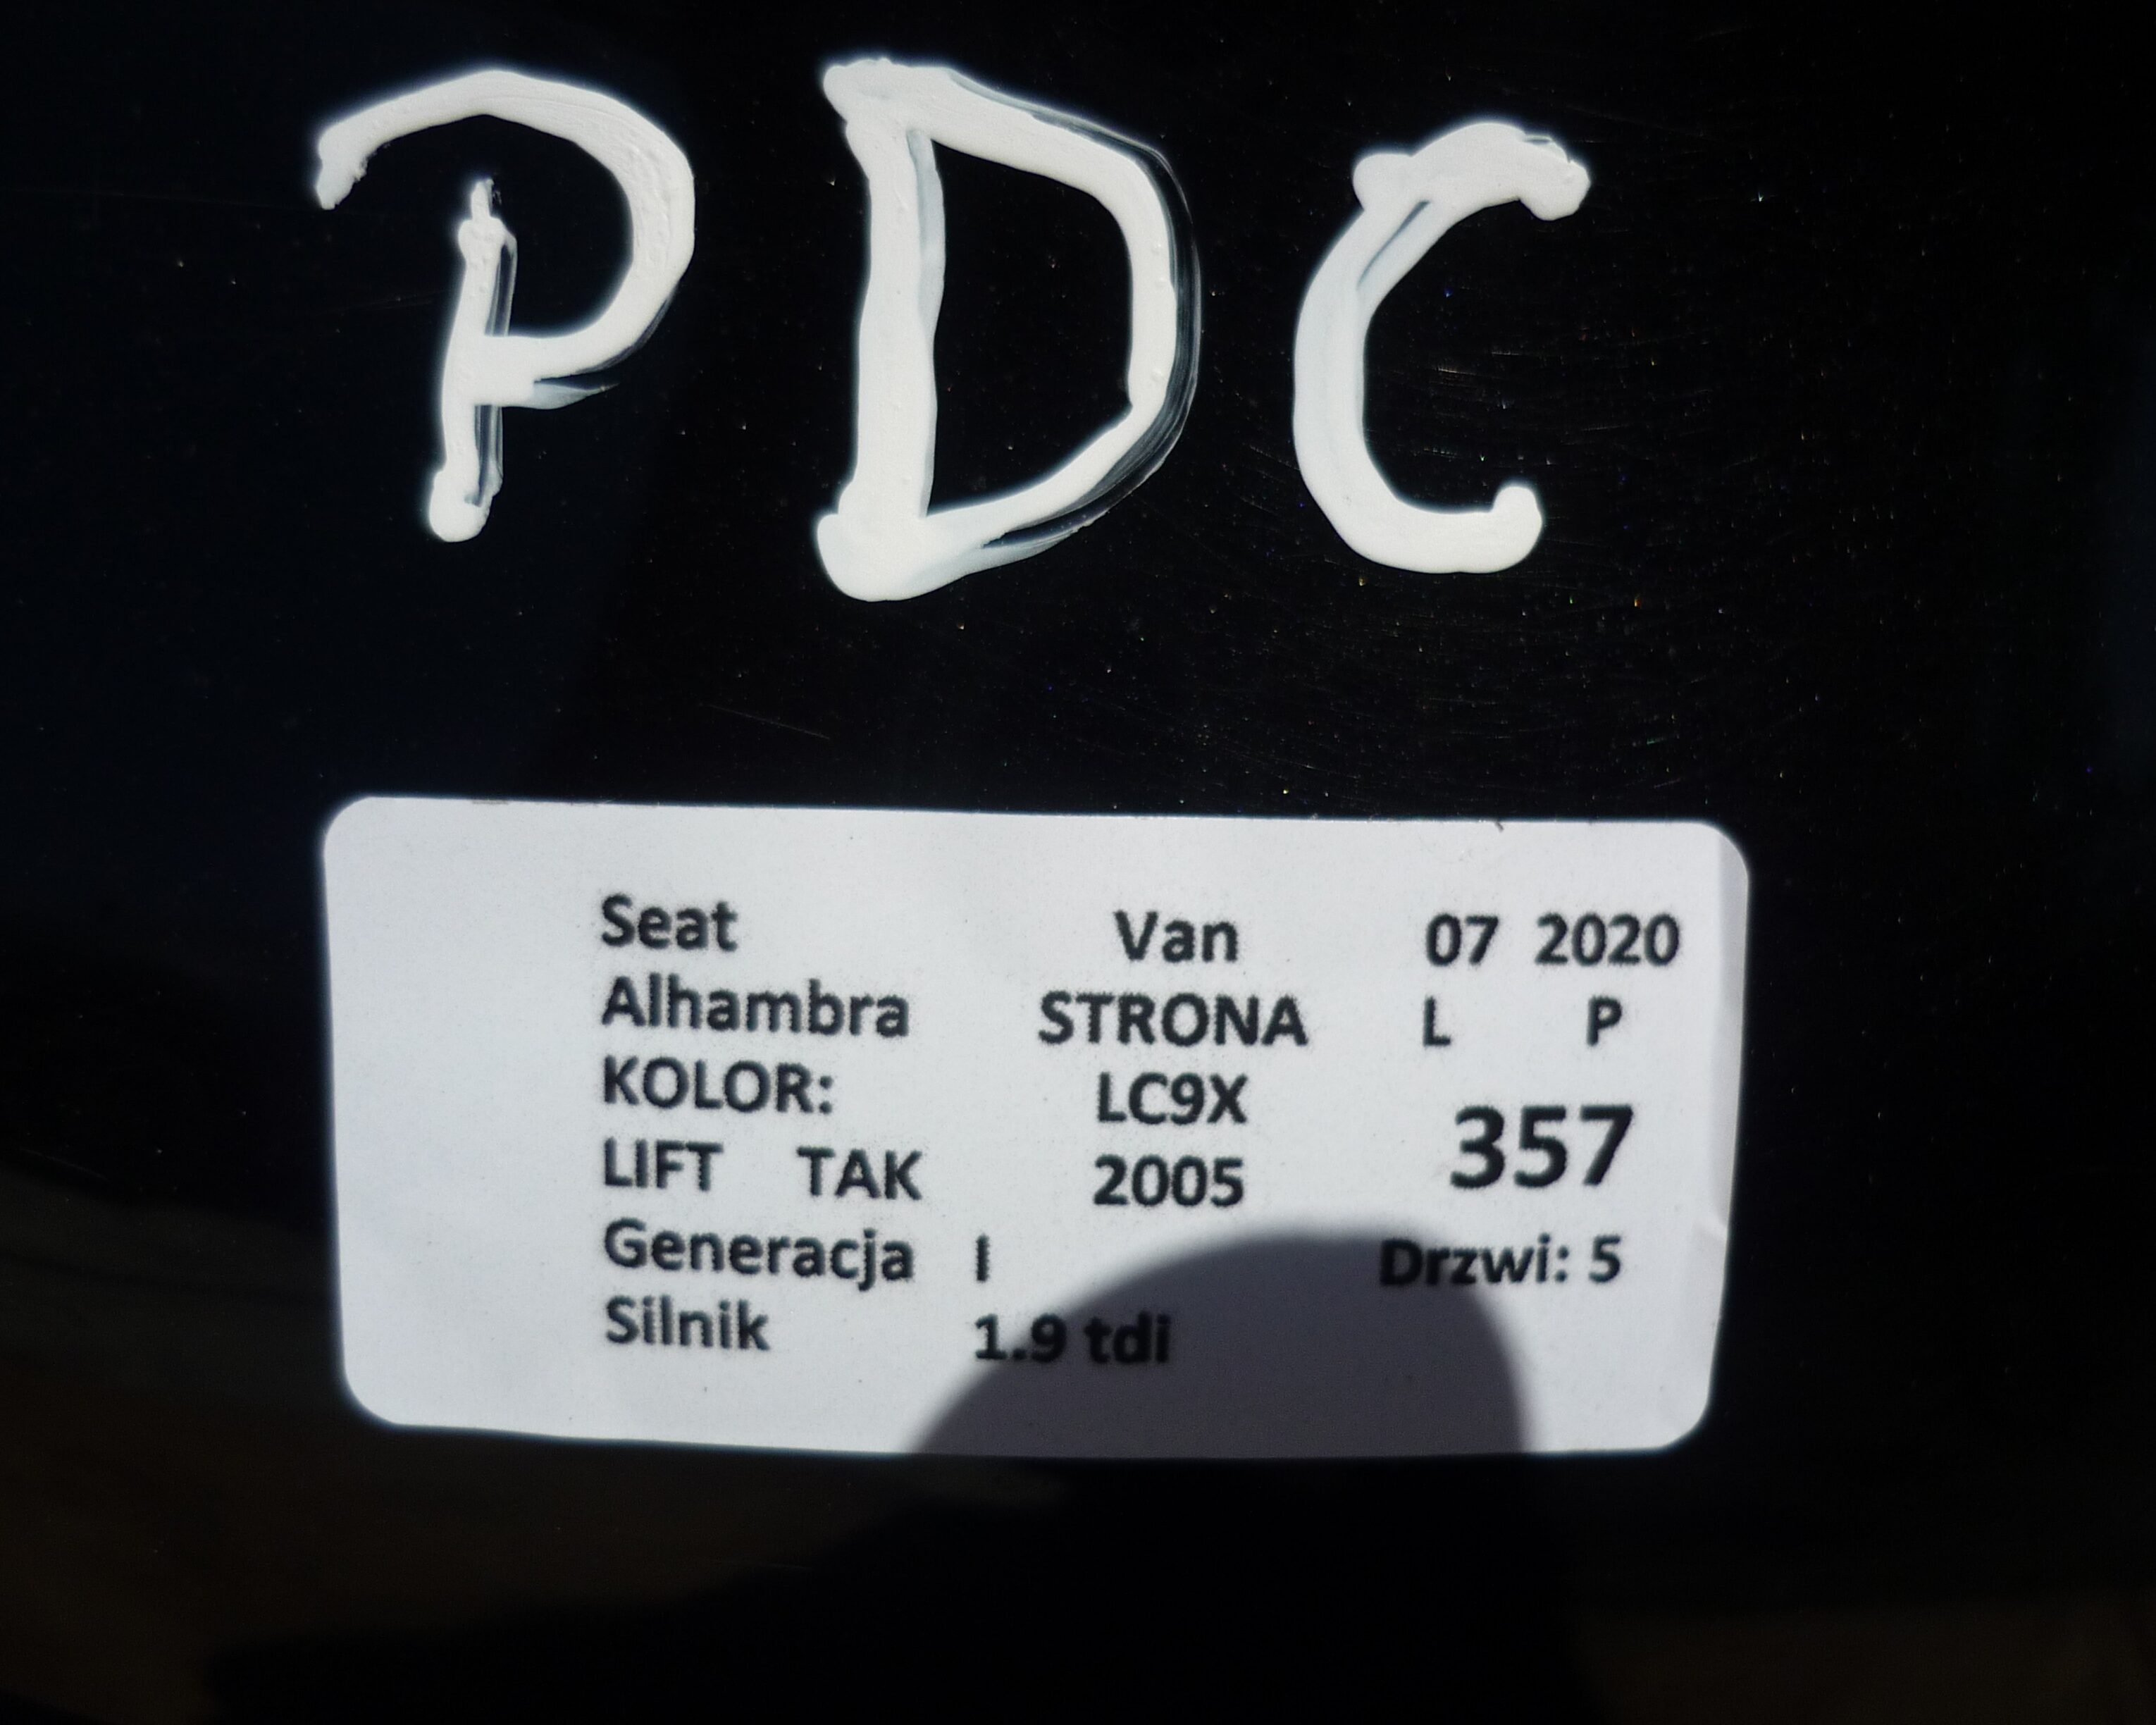 PDC
Seat Van 07 2020
Alhambra STRONA L P
KOLOR: LC9X 357
LIFT TAK 2005
Generacja I Drzwi: 5
Silnik 1.9 tdi